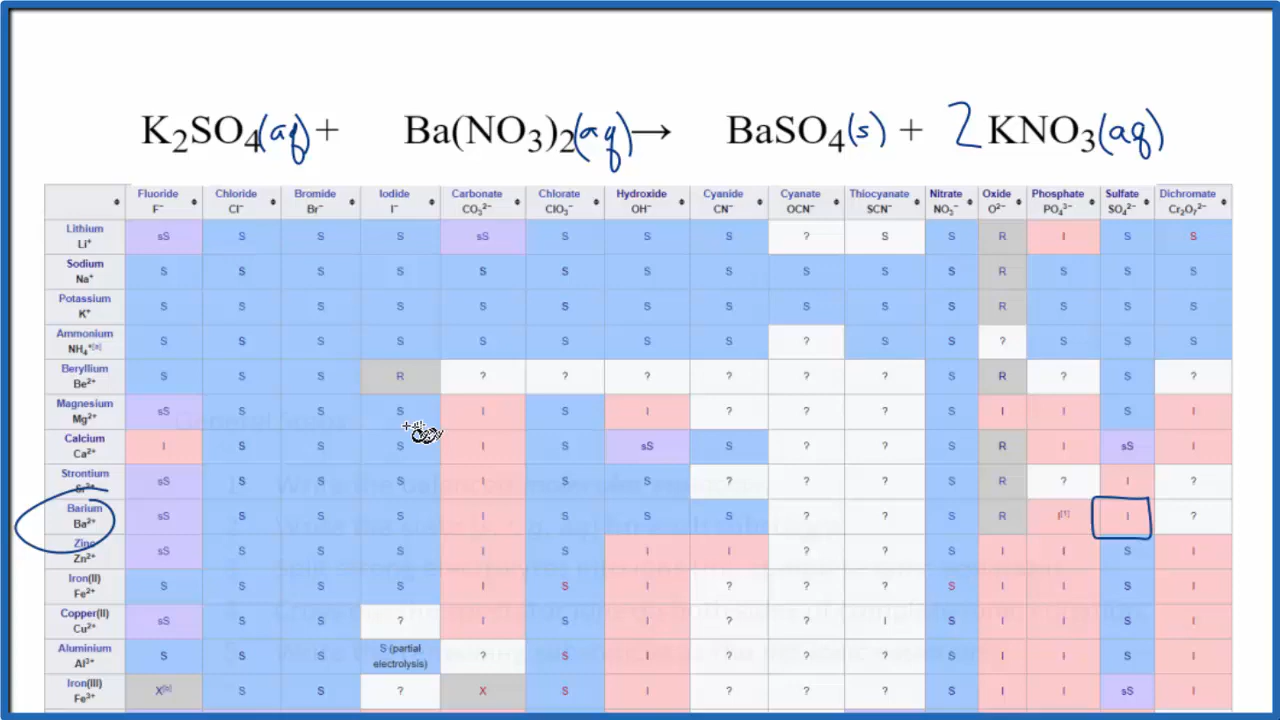 K₂SO₄(aq) + Ba(NO₃)₂(aq) → BaSO₄(s) + 2 KNO₃(aq)
Fluoride F⁻ Chloride Cl⁻ Bromide Br⁻ Iodide I⁻ Carbonate CO₃²⁻ Chlorate ClO₃⁻ Hydroxide OH⁻ Cyanide CN⁻ Cyanate OCN⁻ Thiocyanate SCN⁻ Nitrate NO₃⁻ Oxide O²⁻ Phosphate PO₄³⁻ Sulfate SO₄²⁻ Dichromate Cr₂O₇²⁻
Lithium Li⁺ sS S S S sS S S S ? S S R I S S
Sodium Na⁺ S S S S S S S S S S S R S S S
Potassium K⁺ S S S S S S S S S S S R S S S
Ammonium NH₄⁺[a] S S S S S S S S ? S S ? S S S
Beryllium Be²⁺ S S S R ? ? ? ? ? ? S R ? S ?
Magnesium Mg²⁺ sS S S S I S I ? ? ? S I I S I
Calcium Ca²⁺ I S S S I S sS S ? ? S R I sS I
Strontium Sr²⁺ sS S S S I S S ? ? ? S R ? I ?
Barium Ba²⁺ sS S S S I S S S ? ? S R I[1] I ?
Zinc Zn²⁺ sS S S S I S I I ? ? S I I S I
Iron(II) Fe²⁺ S S S S I S I ? ? ? S I I S I
Copper(II) Cu²⁺ sS S S ? I S I ? ? I S I I S I
Aluminium Al³⁺ S S S S (partial electrolysis) ? S I ? ? ? S I I S I
Iron(III) Fe³⁺ X S S ? X S I ? ? ? S I I sS I